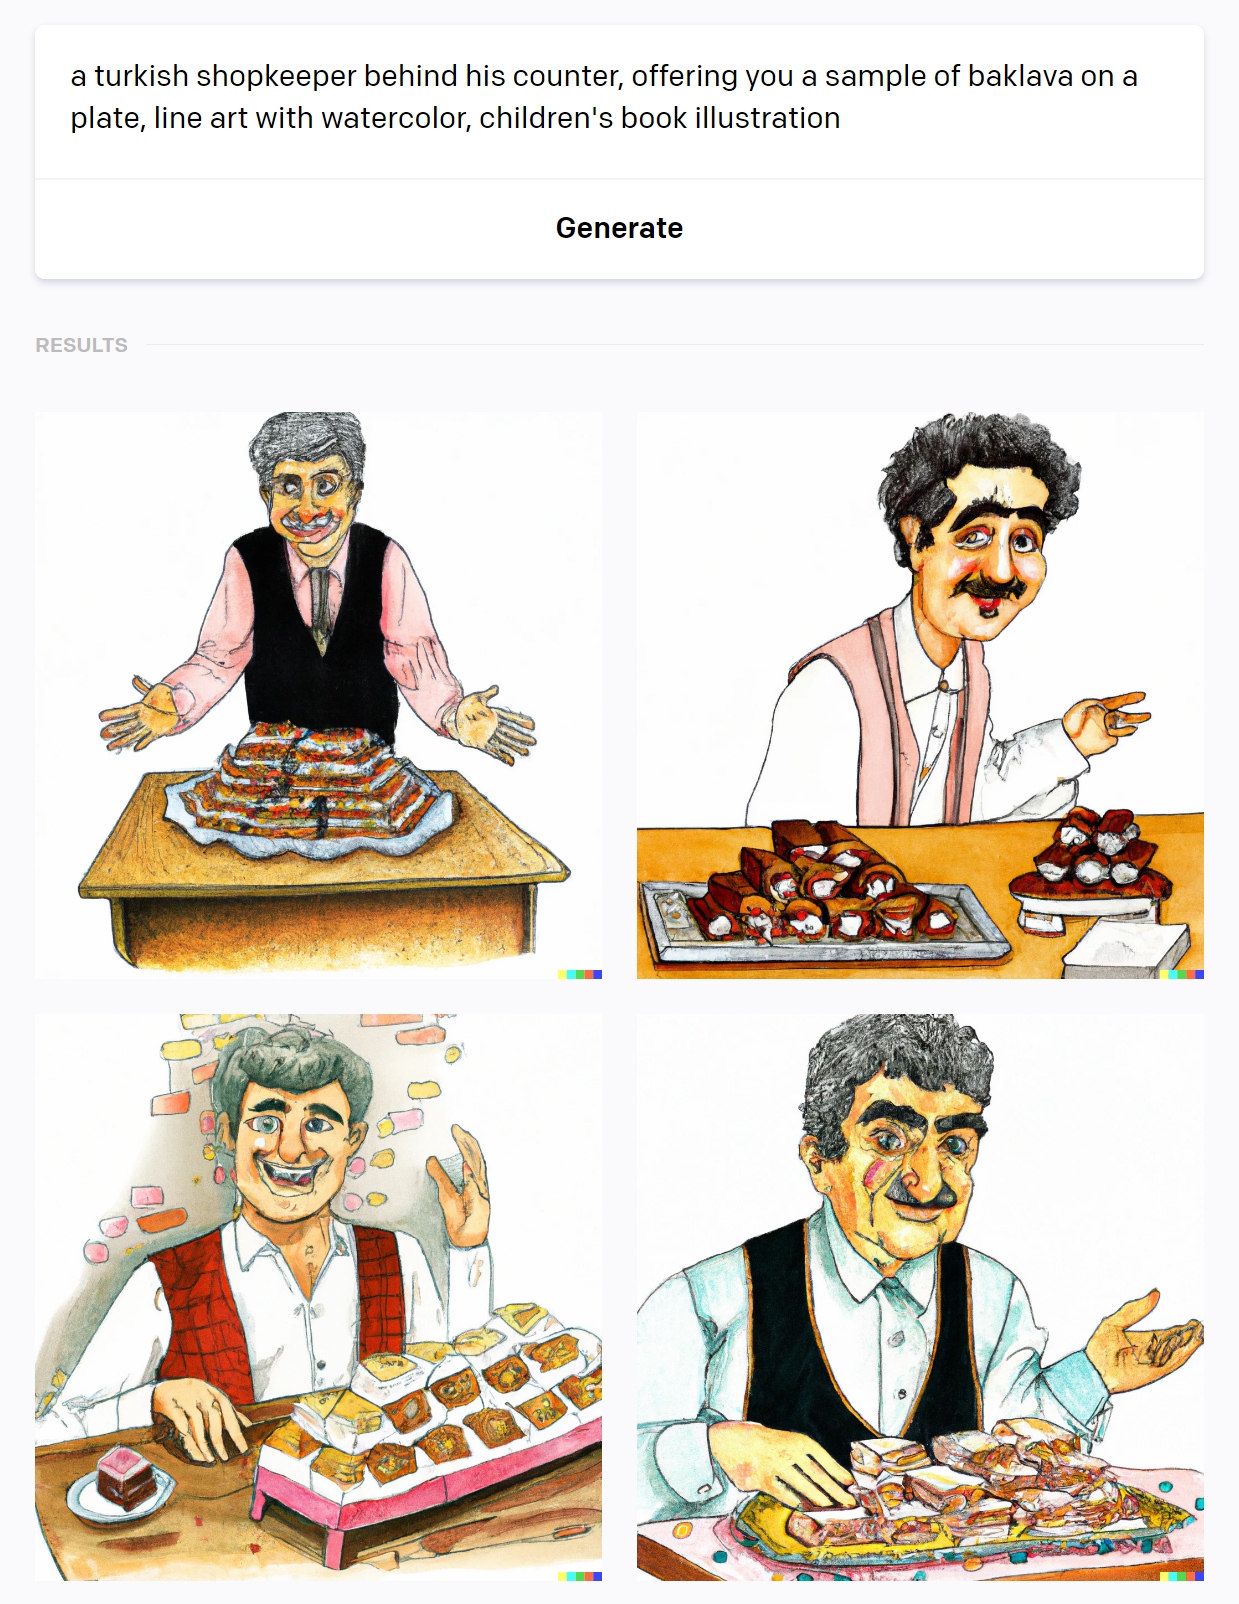 a turkish shopkeeper behind his counter, offering you a sample of baklava on a
plate, line art with watercolor, children's book illustration
Generate
RESULTS